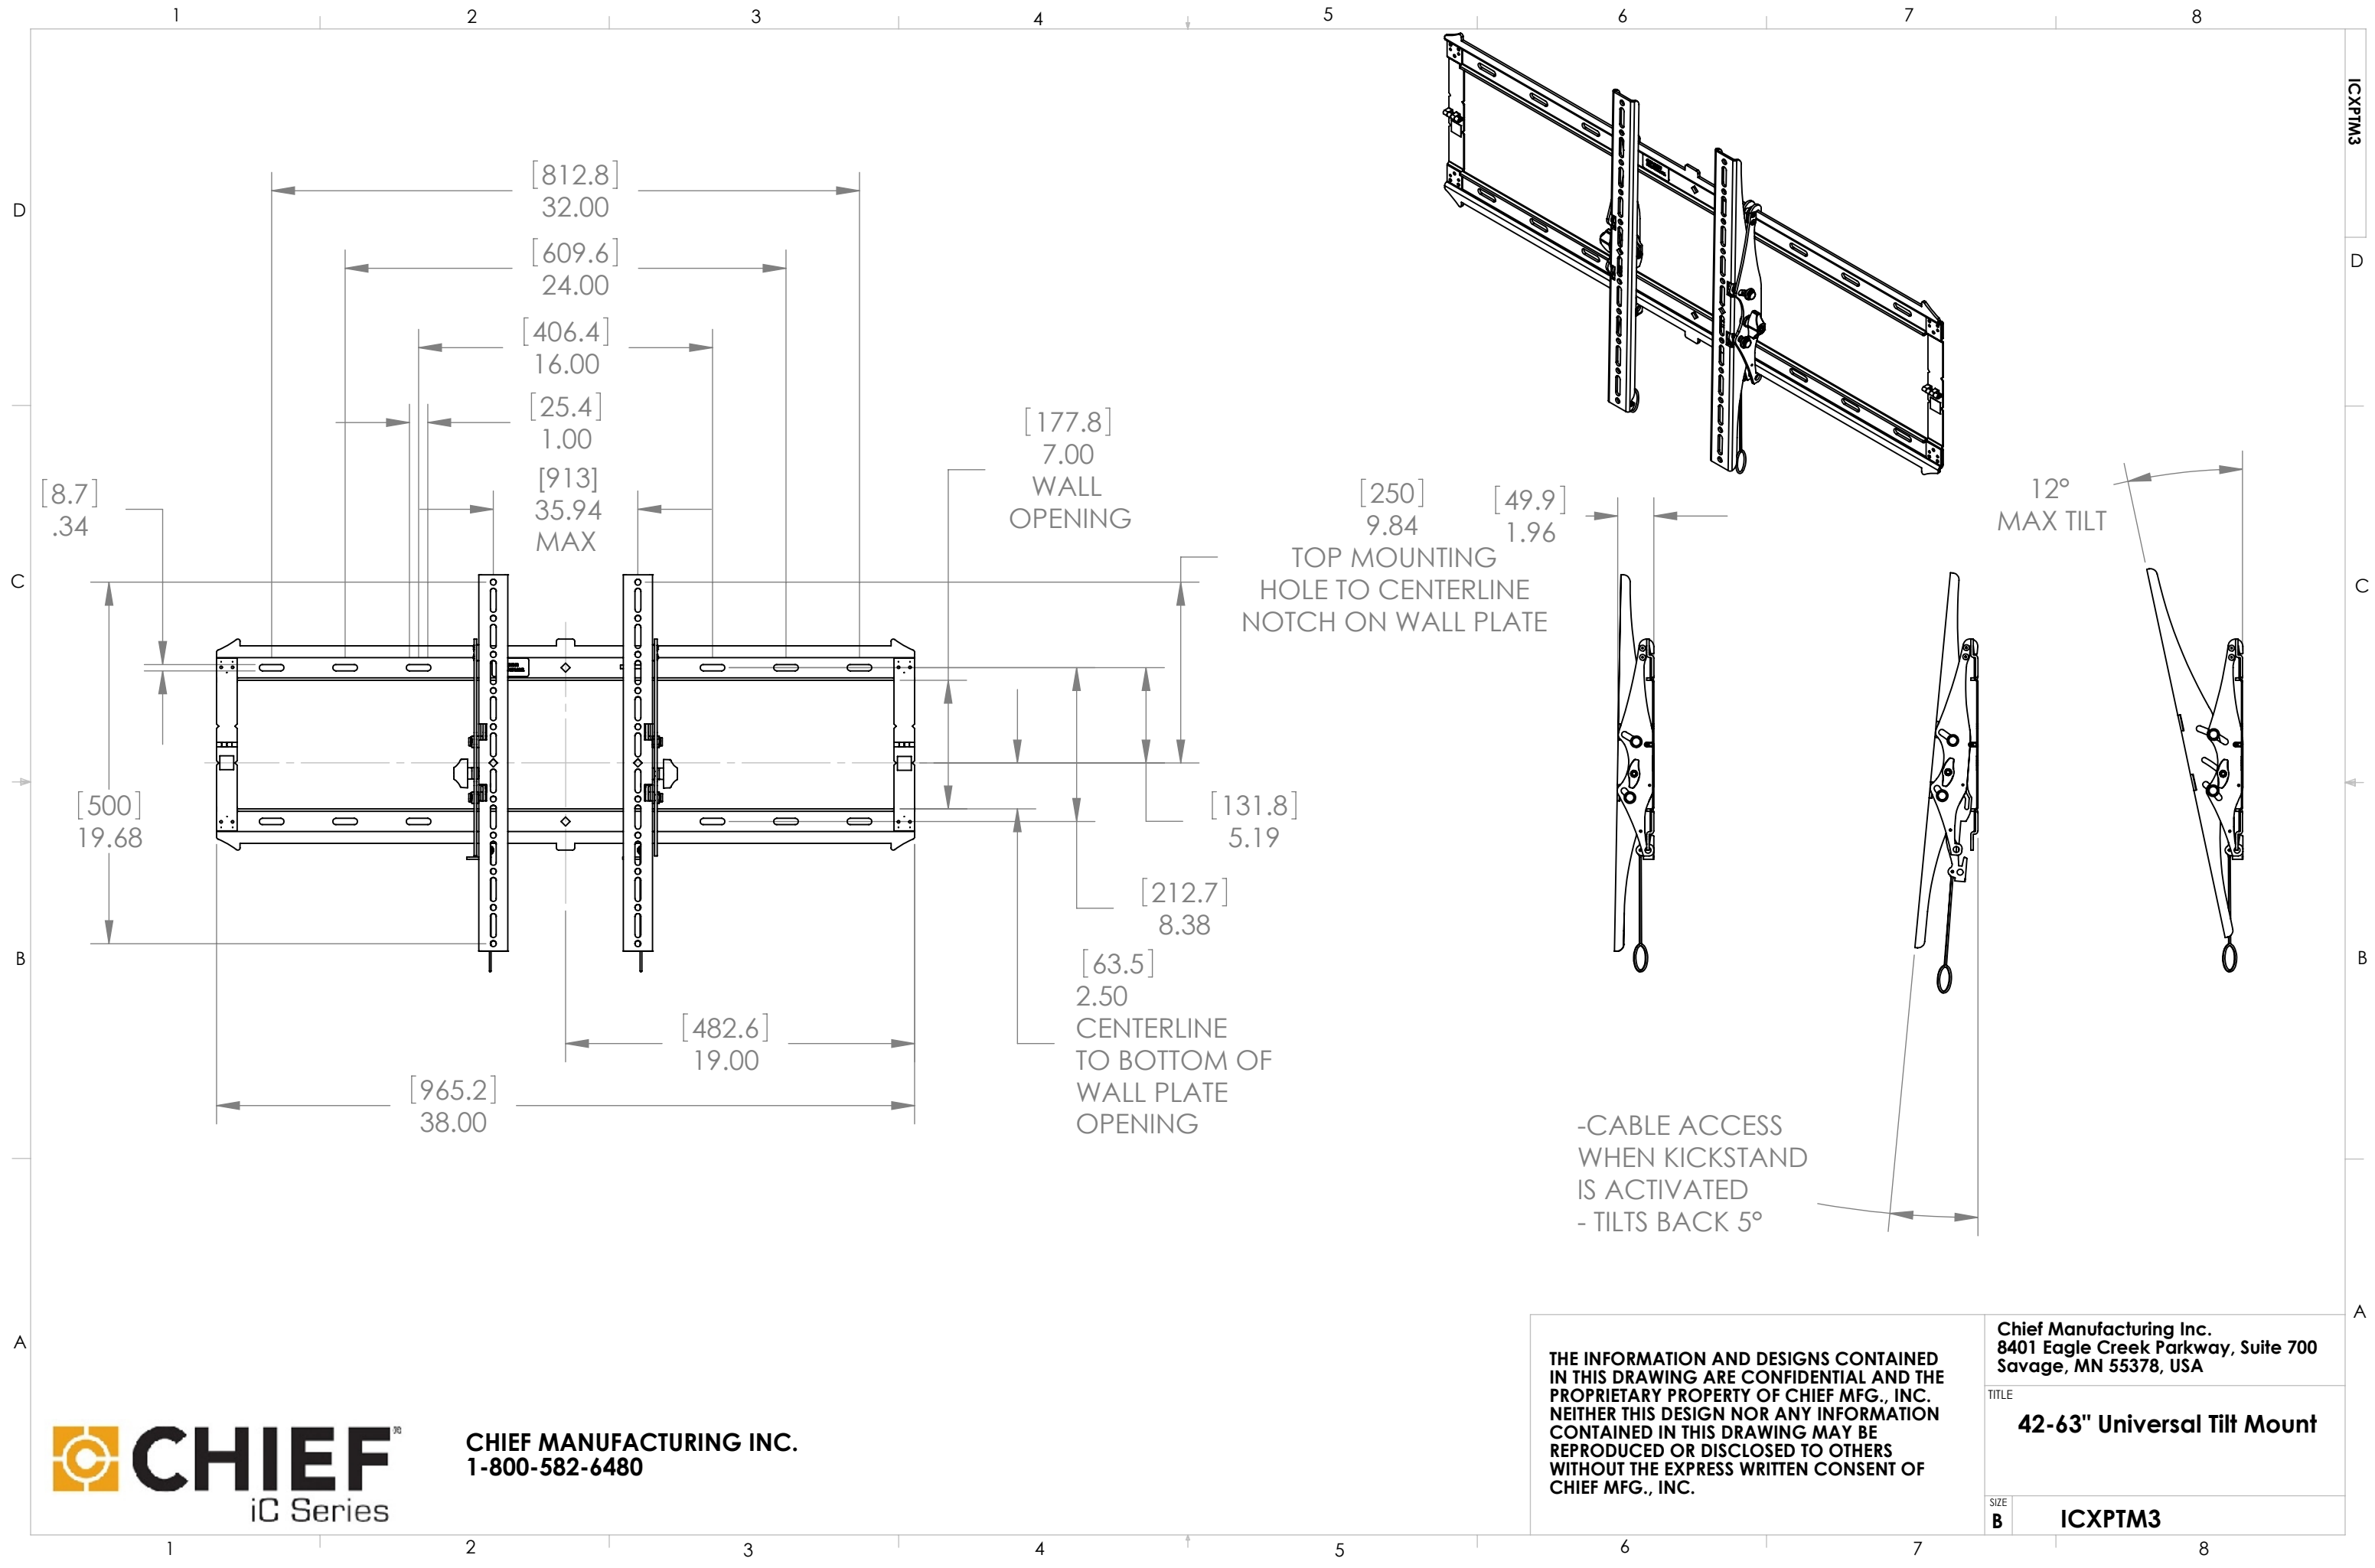 1 2 3 4 5 6 7 8
ICXPTM3
D
D
[812.8]
32.00
[609.6]
24.00
[406.4]
16.00
[25.4]
1.00
[913]
35.94
MAX
[8.7]
.34
[177.8]
7.00
WALL
OPENING
[250]
9.84
TOP MOUNTING
HOLE TO CENTERLINE
NOTCH ON WALL PLATE
[49.9]
1.96
12°
MAX TILT
C
C
[500]
19.68
[131.8]
5.19
[212.7]
8.38
[63.5]
2.50
CENTERLINE
TO BOTTOM OF
WALL PLATE
OPENING
B
B
[482.6]
19.00
[965.2]
38.00
-CABLE ACCESS
WHEN KICKSTAND
IS ACTIVATED
- TILTS BACK 5°
A
A
CHIEF
iC Series
CHIEF MANUFACTURING INC.
1-800-582-6480
THE INFORMATION AND DESIGNS CONTAINED
IN THIS DRAWING ARE CONFIDENTIAL AND THE
PROPRIETARY PROPERTY OF CHIEF MFG., INC.
NEITHER THIS DESIGN NOR ANY INFORMATION
CONTAINED IN THIS DRAWING MAY BE
REPRODUCED OR DISCLOSED TO OTHERS
WITHOUT THE EXPRESS WRITTEN CONSENT OF
CHIEF MFG., INC.
Chief Manufacturing Inc.
8401 Eagle Creek Parkway, Suite 700
Savage, MN 55378, USA
TITLE
42-63" Universal Tilt Mount
SIZE
B
ICXPTM3
1 2 3 4 5 6 7 8